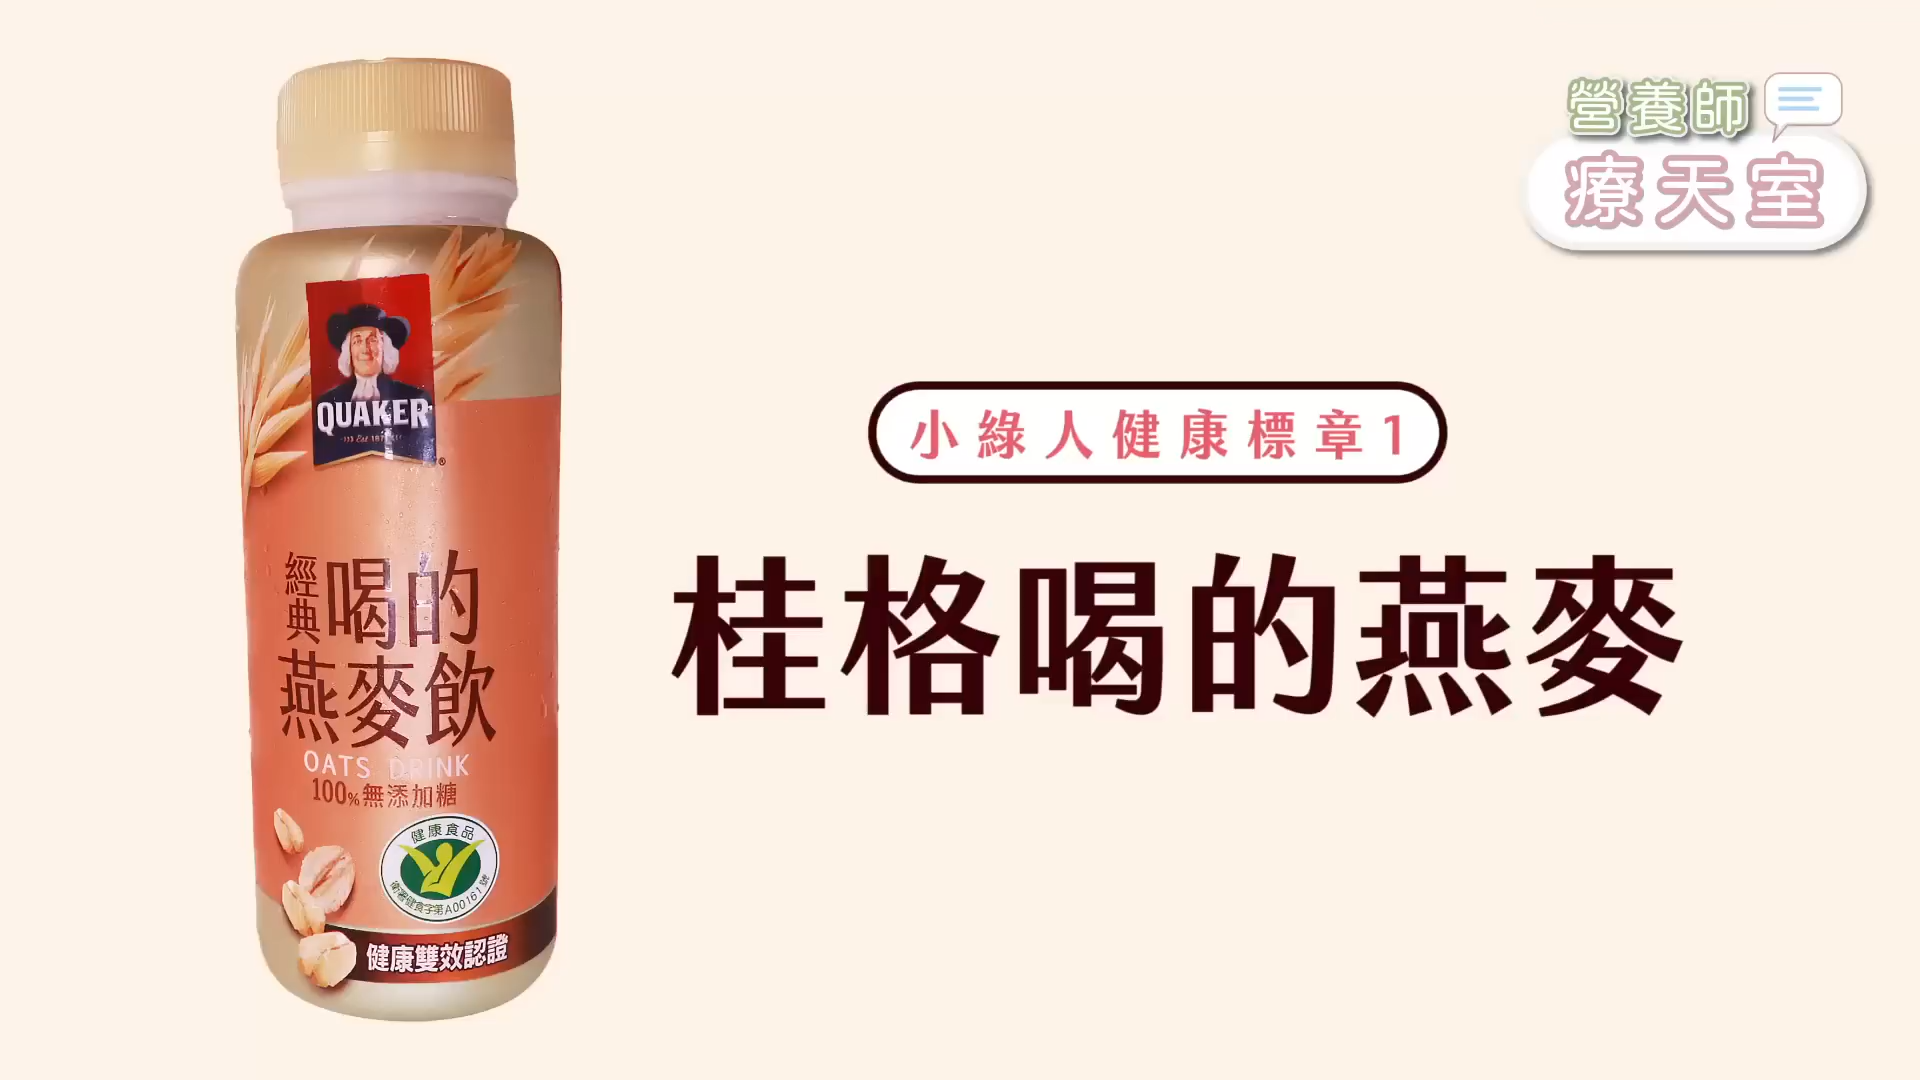 營養師
療天室
小綠人健康標章1
桂格喝的燕麥
QUAKER
經典
喝的
燕麥飲
OATS DRINK
100%無添加糖
健康食品
衛署健食字第A00161號
健康雙效認證